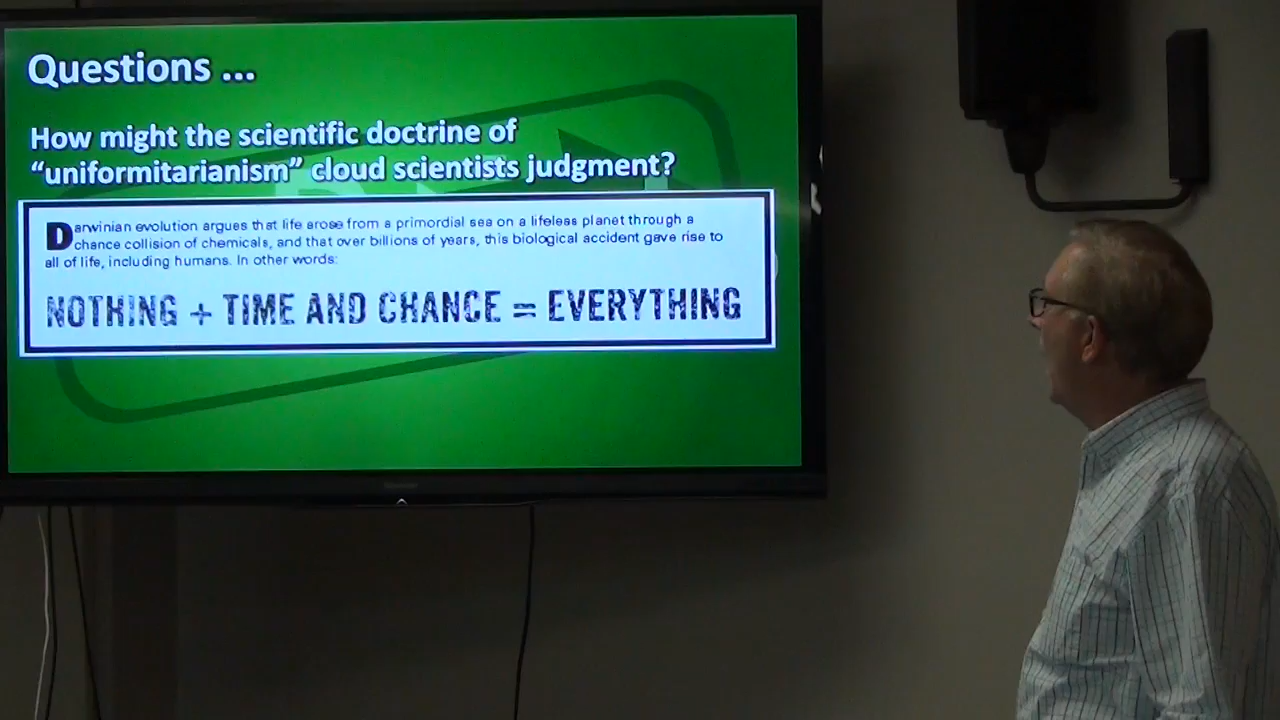 Questions ...
How might the scientific doctrine of
“uniformitarianism” cloud scientists judgment?
Darwinian evolution argues that life arose from a primordial sea on a lifeless planet through a
chance collision of chemicals, and that over billions of years, this biological accident gave rise to
all of life, including humans. In other words:
NOTHING + TIME AND CHANCE = EVERYTHING